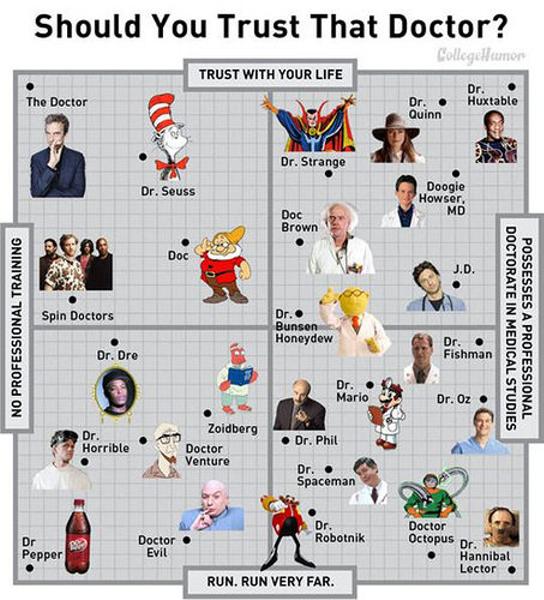 Should You Trust That Doctor?
CollegeHumor
TRUST WITH YOUR LIFE
The Doctor
Dr. Seuss
Dr. Strange
Dr.
Quinn
Dr.
Huxtable
Doogie
Howser,
MD
Doc
Brown
Doc
Spin Doctors
J.D.
NO PROFESSIONAL TRAINING
POSSESSES A PROFESSIONAL
DOCTORATE IN MEDICAL STUDIES
Dr.
Bunsen
Honeydew
Dr.
Fishman
Dr. Dre
Zoidberg
Dr.
Mario
Dr. Oz
Dr. Phil
Dr.
Horrible
Doctor
Venture
Dr.
Spaceman
Dr
Pepper
Doctor
Evil
Dr.
Robotnik
Doctor
Octopus
Dr.
Hannibal
Lector
RUN. RUN VERY FAR.